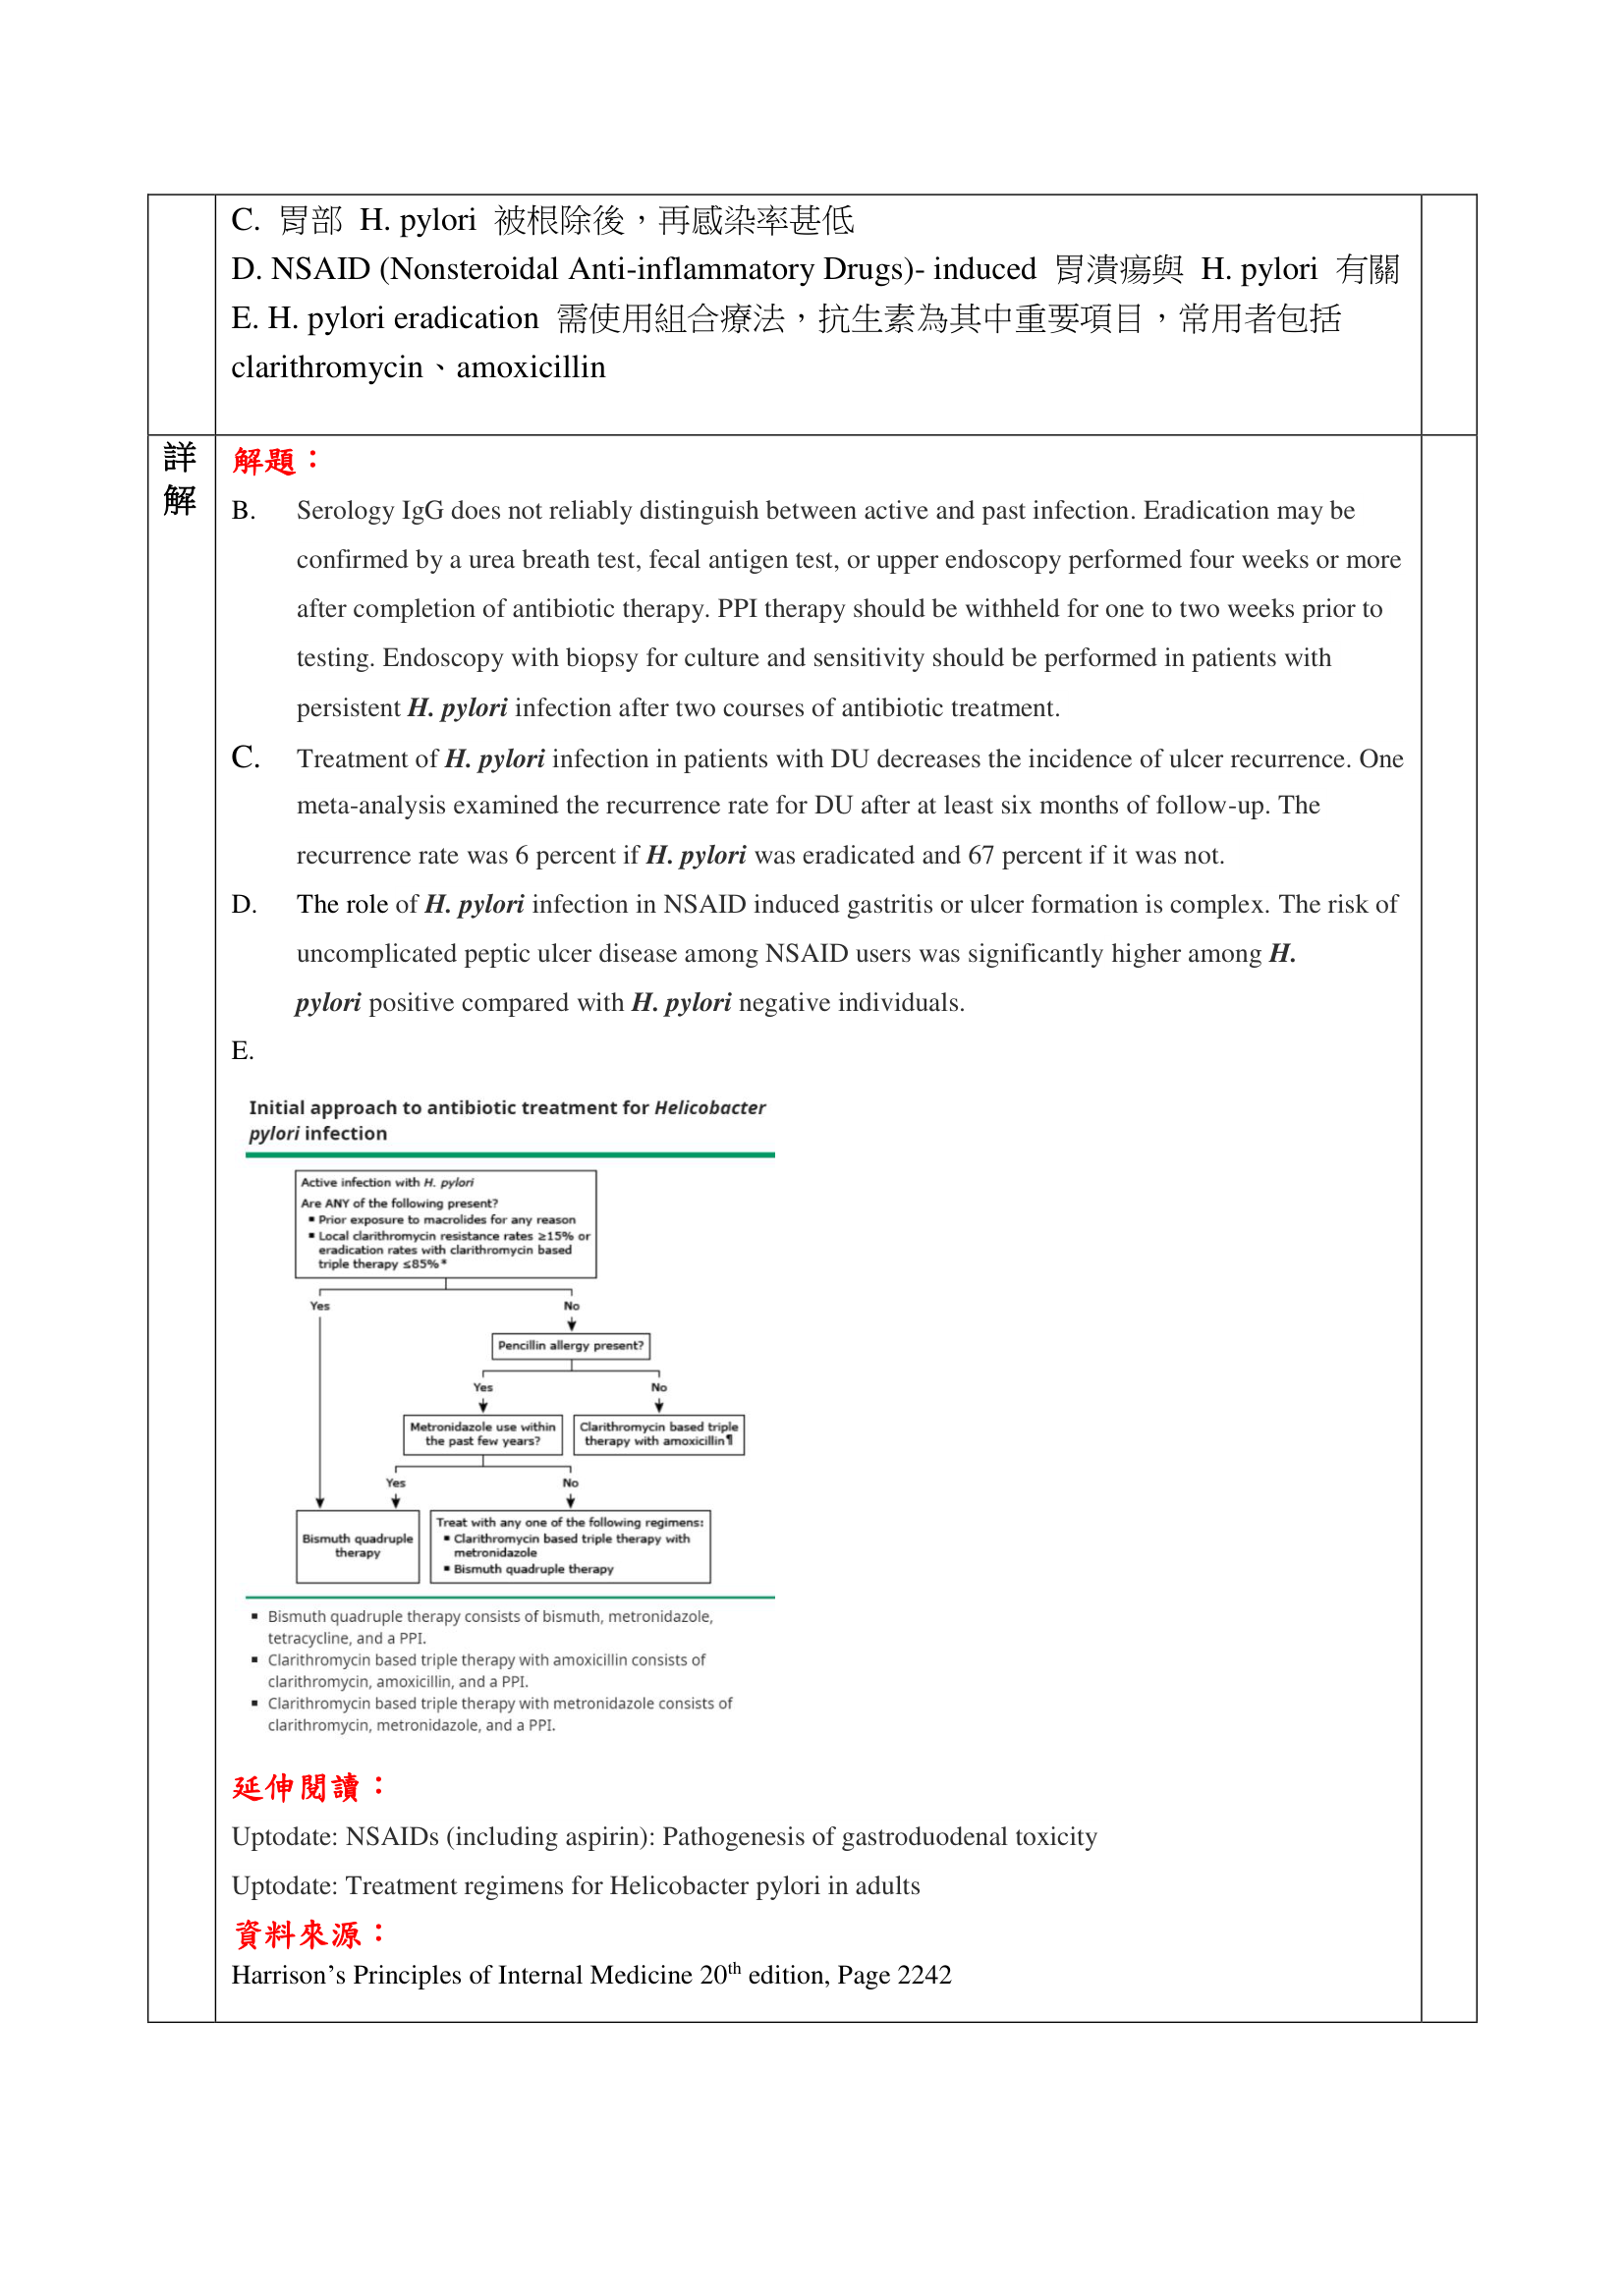 C. 胃部 H. pylori 被根除後，再感染率甚低
D. NSAID (Nonsteroidal Anti-inflammatory Drugs)- induced 胃潰瘍與 H. pylori 有關
E. H. pylori eradication 需使用組合療法，抗生素為其中重要項目，常用者包括
clarithromycin、amoxicillin
詳解
解題：
B. Serology IgG does not reliably distinguish between active and past infection. Eradication may be
confirmed by a urea breath test, fecal antigen test, or upper endoscopy performed four weeks or more
after completion of antibiotic therapy. PPI therapy should be withheld for one to two weeks prior to
testing. Endoscopy with biopsy for culture and sensitivity should be performed in patients with
persistent H. pylori infection after two courses of antibiotic treatment.
C. Treatment of H. pylori infection in patients with DU decreases the incidence of ulcer recurrence. One
meta-analysis examined the recurrence rate for DU after at least six months of follow-up. The
recurrence rate was 6 percent if H. pylori was eradicated and 67 percent if it was not.
D. The role of H. pylori infection in NSAID induced gastritis or ulcer formation is complex. The risk of
uncomplicated peptic ulcer disease among NSAID users was significantly higher among H.
pylori positive compared with H. pylori negative individuals.
E.
Initial approach to antibiotic treatment for Helicobacter
pylori infection
Active infection with H. pylori
Are ANY of the following present?
▪ Prior exposure to macrolides for any reason
▪ Local clarithromycin resistance rates ≥15% or
eradication rates with clarithromycin based
triple therapy ≤85%*
Yes No
Pencillin allergy present?
Yes No
Metronidazole use within
the past few years?
Clarithromycin based triple
therapy with amoxicillin¶
Yes No
Bismuth quadruple
therapy
Treat with any one of the following regimens:
▪ Clarithromycin based triple therapy with
metronidazole
▪ Bismuth quadruple therapy
▪ Bismuth quadruple therapy consists of bismuth, metronidazole,
tetracycline, and a PPI.
▪ Clarithromycin based triple therapy with amoxicillin consists of
clarithromycin, amoxicillin, and a PPI.
▪ Clarithromycin based triple therapy with metronidazole consists of
clarithromycin, metronidazole, and a PPI.
延伸閱讀：
Uptodate: NSAIDs (including aspirin): Pathogenesis of gastroduodenal toxicity
Uptodate: Treatment regimens for Helicobacter pylori in adults
資料來源：
Harrison’s Principles of Internal Medicine 20th edition, Page 2242